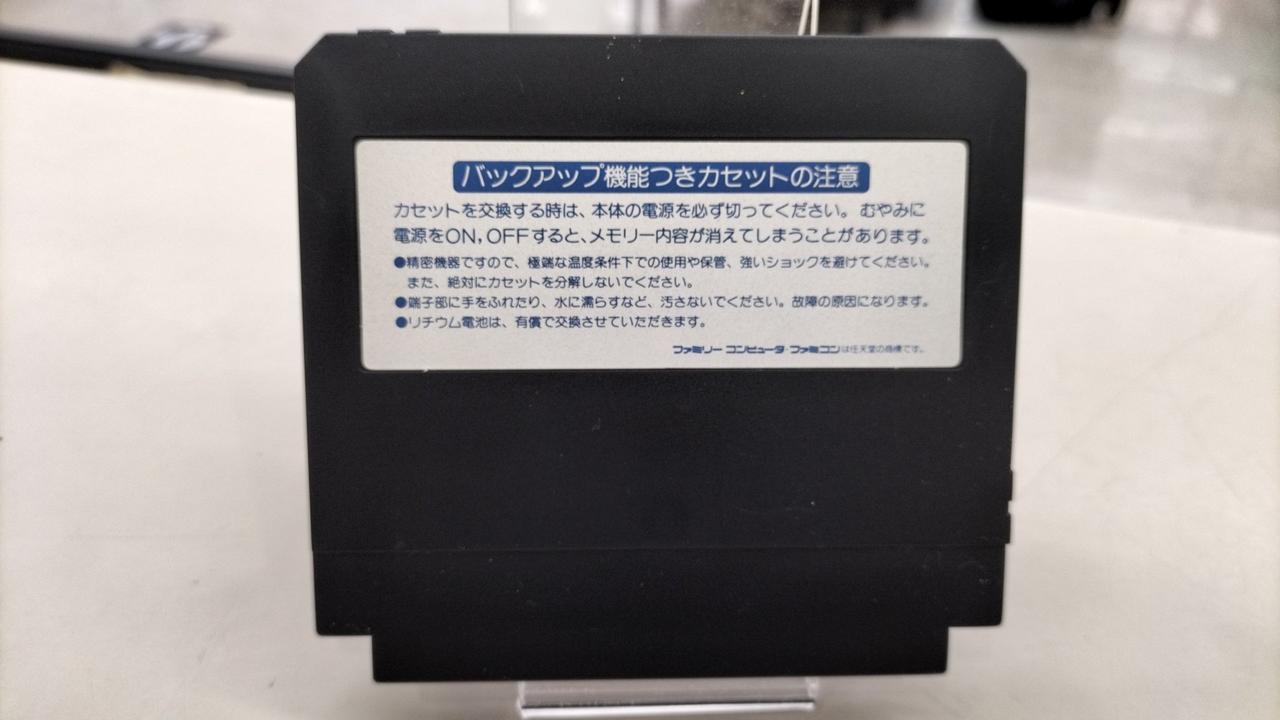 バックアップ機能つきカセットの注意
カセットを交換する時は、本体の電源を必ず切ってください。むやみに
電源をON,OFFすると、メモリー内容が消えてしまうことがあります。
●精密機器ですので、極端な温度条件下での使用や保管、強いショックを避けてください。
また、絶対にカセットを分解しないでください。
●端子部に手をふれたり、水に濡らすなど、汚さないでください。故障の原因になります。
●リチウム電池は、有償で交換させていただきます。
ファミリーコンピュータ・ファミコンは任天堂の商標です。